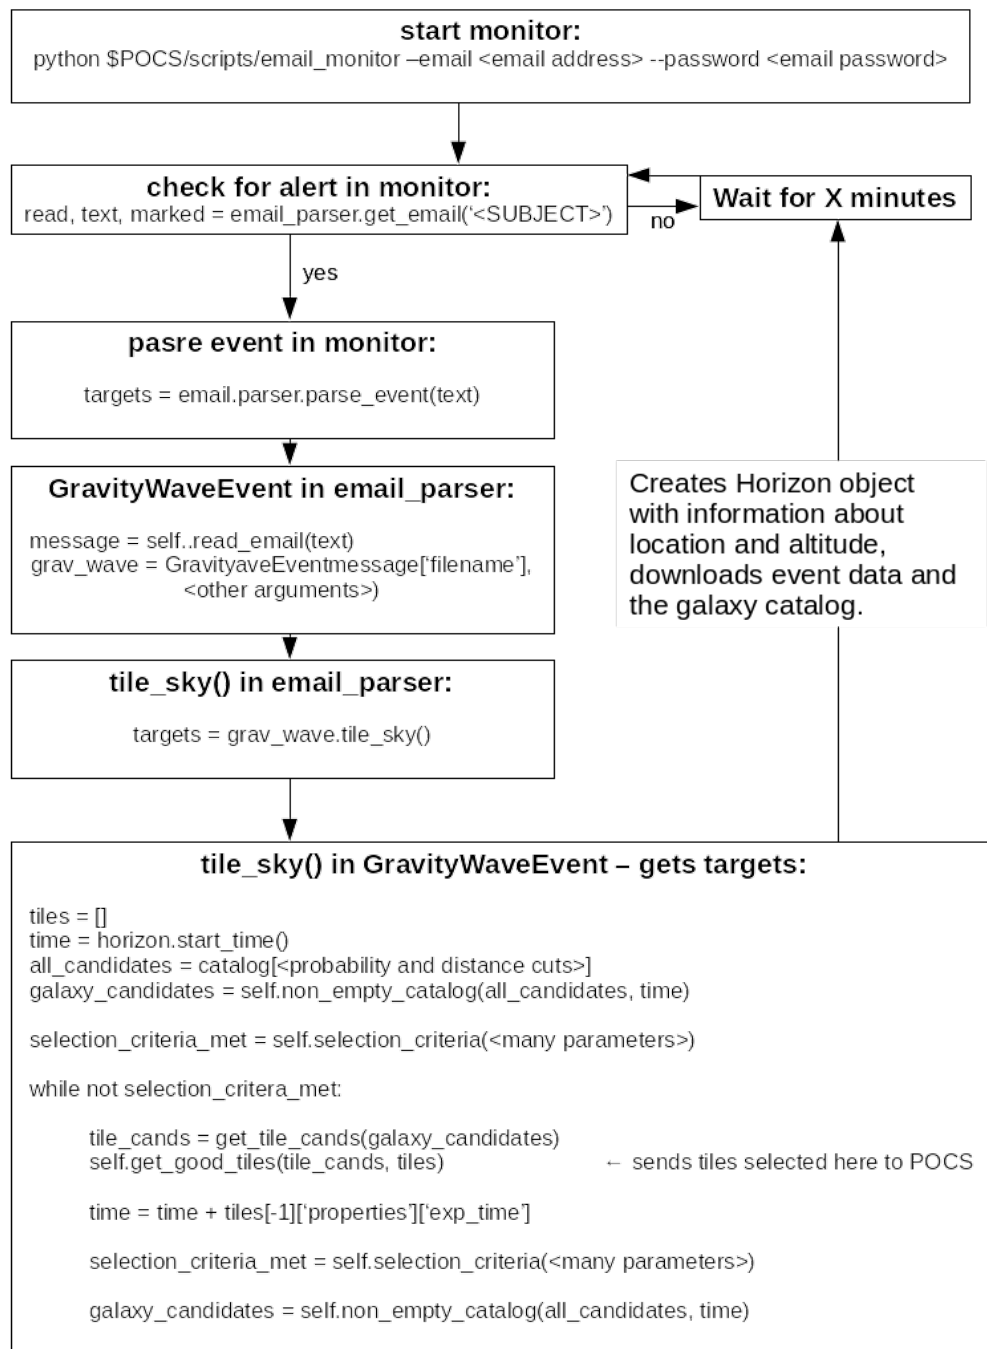 start monitor:
python $POCS/scripts/email_monitor –email <email address> --password <email password>
check for alert in monitor:
read, text, marked = email_parser.get_email(‘<SUBJECT>’)
no
Wait for X minutes
yes
pasre event in monitor:
targets = email.parser.parse_event(text)
GravityWaveEvent in email_parser:
message = self..read_email(text)
grav_wave = GravityaveEventmessage[‘filename’],
<other arguments>)
Creates Horizon object
with information about
location and altitude,
downloads event data and
the galaxy catalog.
tile_sky() in email_parser:
targets = grav_wave.tile_sky()
tile_sky() in GravityWaveEvent – gets targets:
tiles = []
time = horizon.start_time()
all_candidates = catalog[<probability and distance cuts>]
galaxy_candidates = self.non_empty_catalog(all_candidates, time)
selection_criteria_met = self.selection_criteria(<many parameters>)
while not selection_critera_met:
tile_cands = get_tile_cands(galaxy_candidates)
self.get_good_tiles(tile_cands, tiles) ← sends tiles selected here to POCS
time = time + tiles[-1][‘properties’][‘exp_time’]
selection_criteria_met = self.selection_criteria(<many parameters>)
galaxy_candidates = self.non_empty_catalog(all_candidates, time)